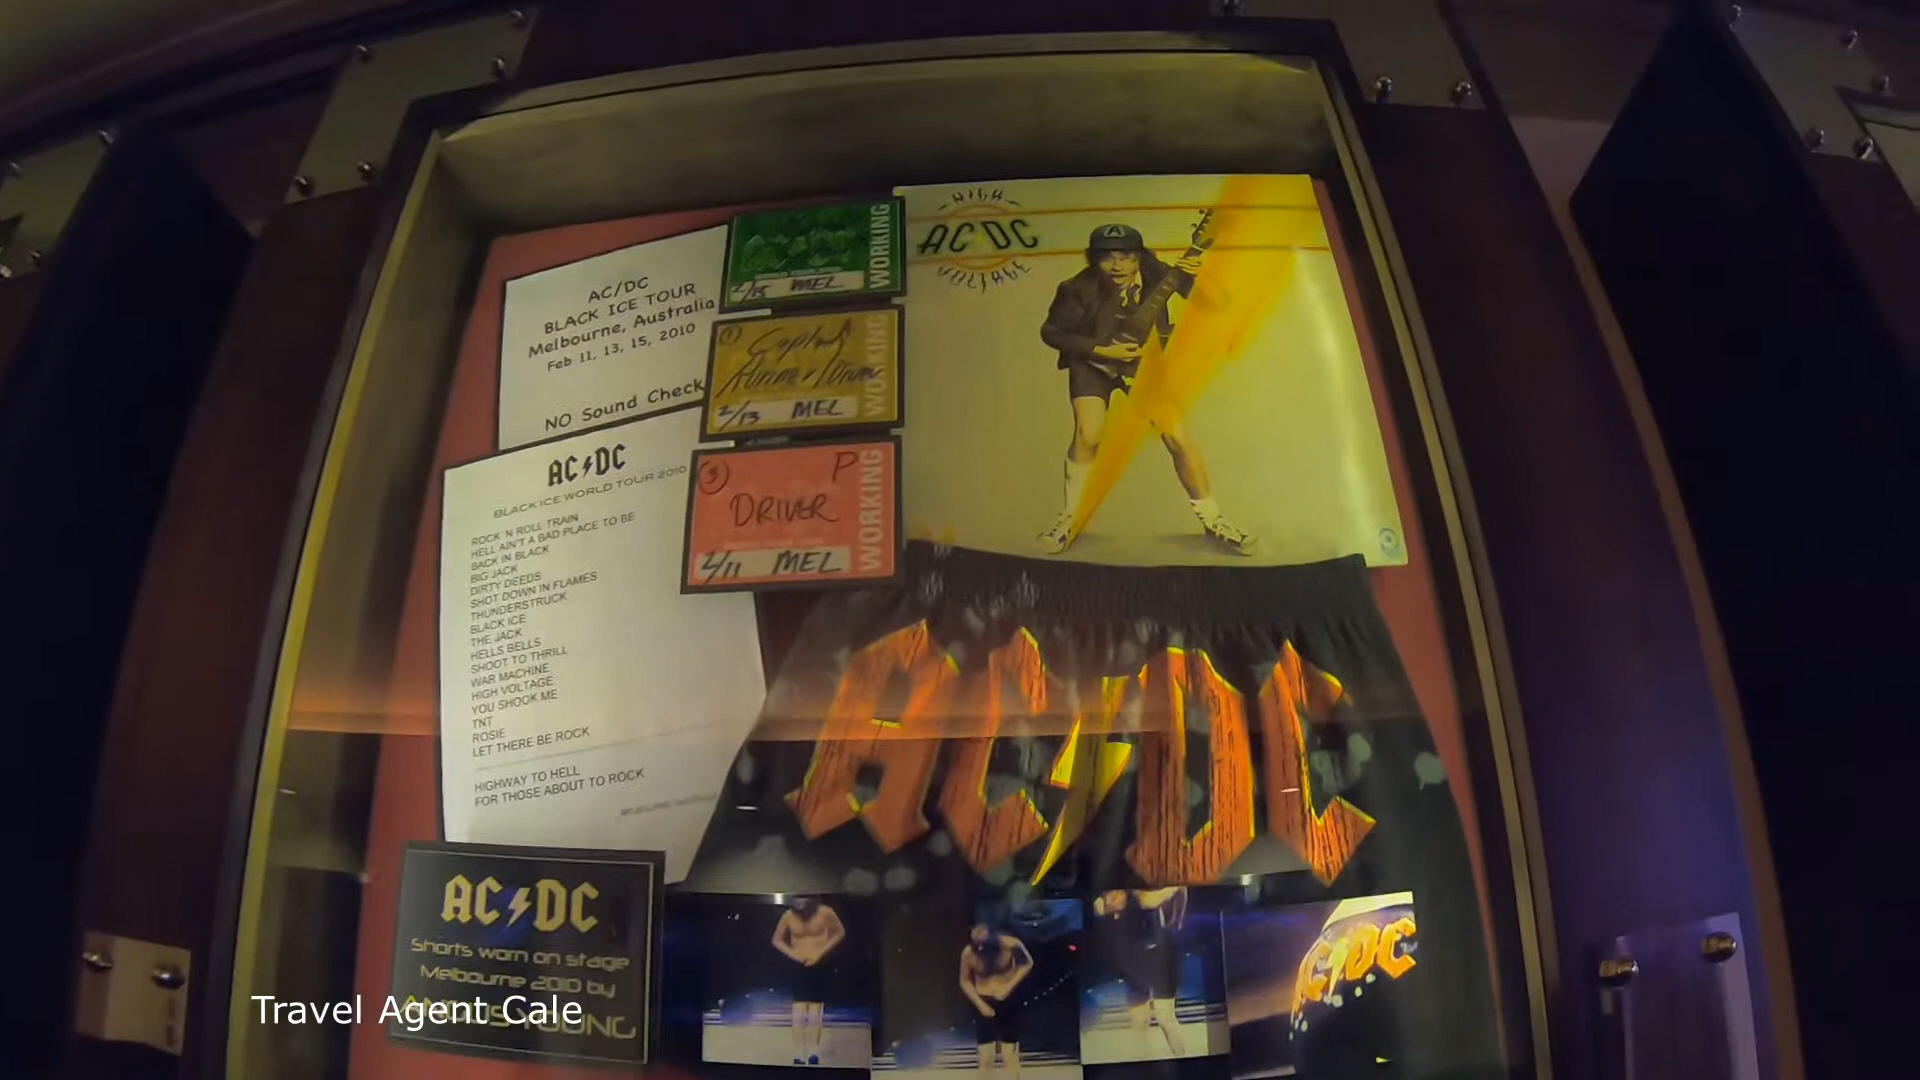 AC/DC
BLACK ICE TOUR
Melbourne, Australia
Feb 11, 13, 15, 2010
NO Sound Check
AC DC
BLACK ICE WORLD TOUR 2010
ROCK N ROLL TRAIN
HELL AIN'T A BAD PLACE TO BE
BACK IN BLACK
BIG JACK
DIRTY DEEDS
SHOT DOWN IN FLAMES
THUNDERSTRUCK
BLACK ICE
THE JACK
HELLS BELLS
SHOOT TO THRILL
WAR MACHINE
HIGH VOLTAGE
YOU SHOOK ME
TNT
ROSIE
LET THERE BE ROCK
HIGHWAY TO HELL
FOR THOSE ABOUT TO ROCK
WORKING
2/15 MEL
WORKING
2/13 MEL
3 P
DRIVER
WORKING
2/11 MEL
HIGH
AC DC
VOLTAGE
A
AC DC
AC DC
Shorts worn on stage
Melbourne 2010 by
ANGUS YOUNG
AC DC
Travel Agent Cale